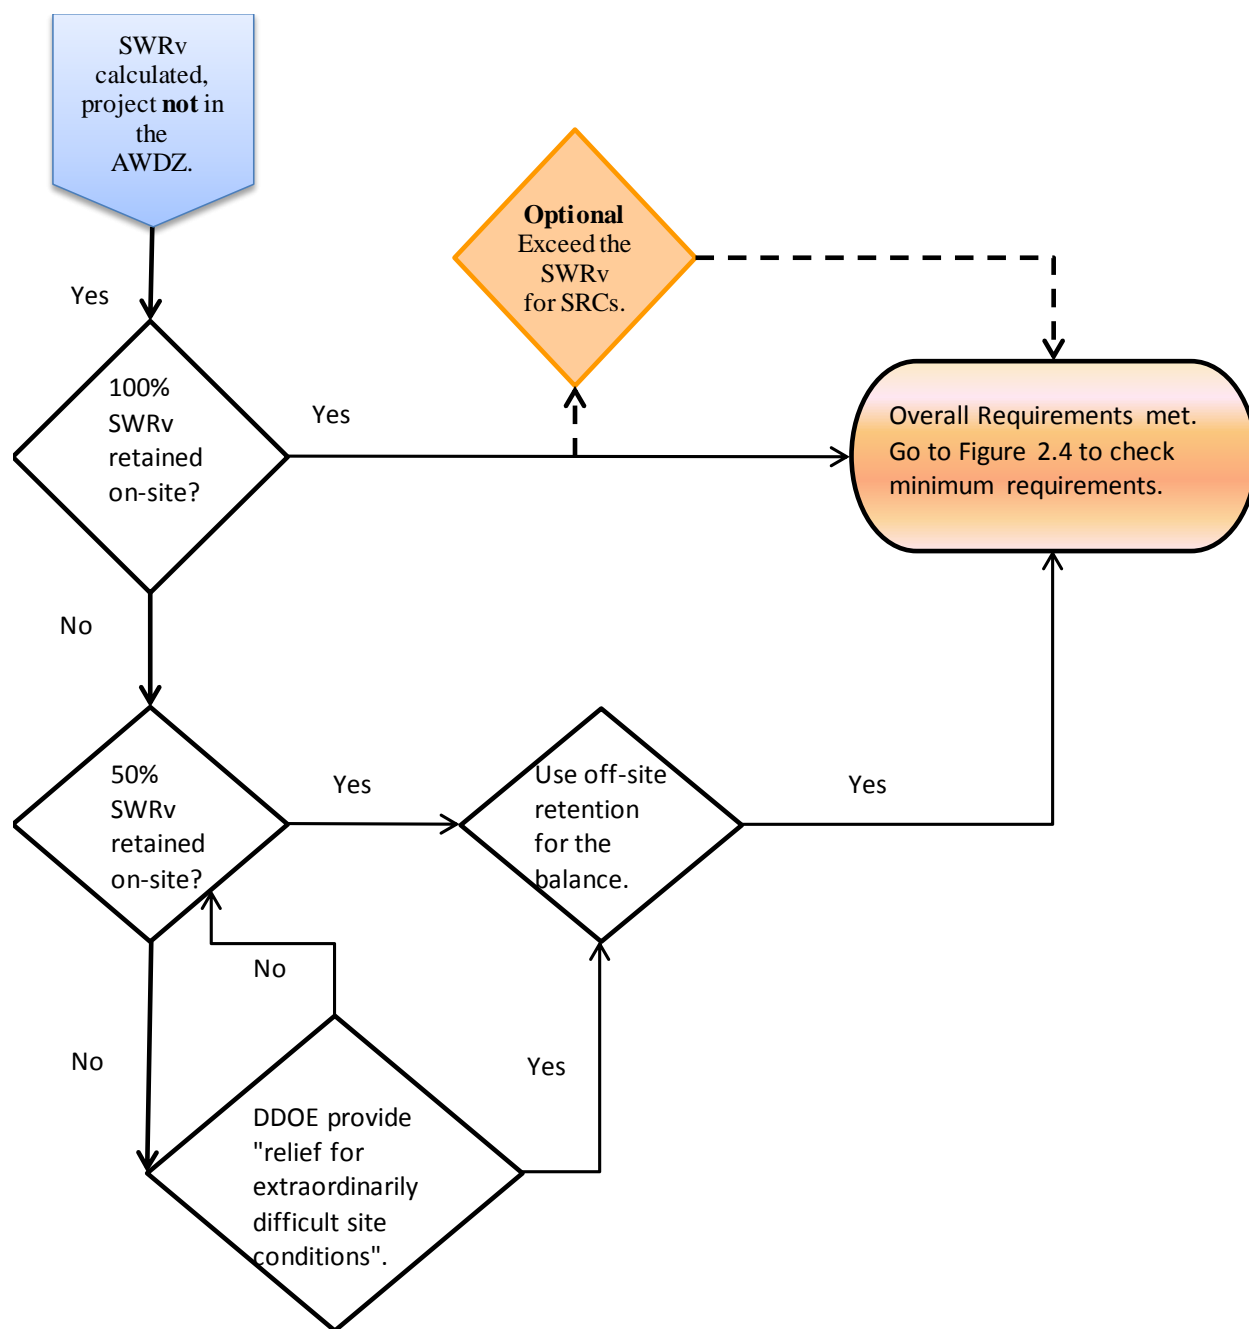 SWRv
calculated,
project not in
the
AWDZ.
Optional
Exceed the
SWRv
for SRCs.
Yes
100%
SWRv
retained
on-site?
Yes
Overall Requirements met.
Go to Figure 2.4 to check
minimum requirements.
No
50%
SWRv
retained
on-site?
Yes
Use off-site
retention
for the
balance.
Yes
No
No
Yes
DDOE provide
"relief for
extraordinarily
difficult site
conditions".